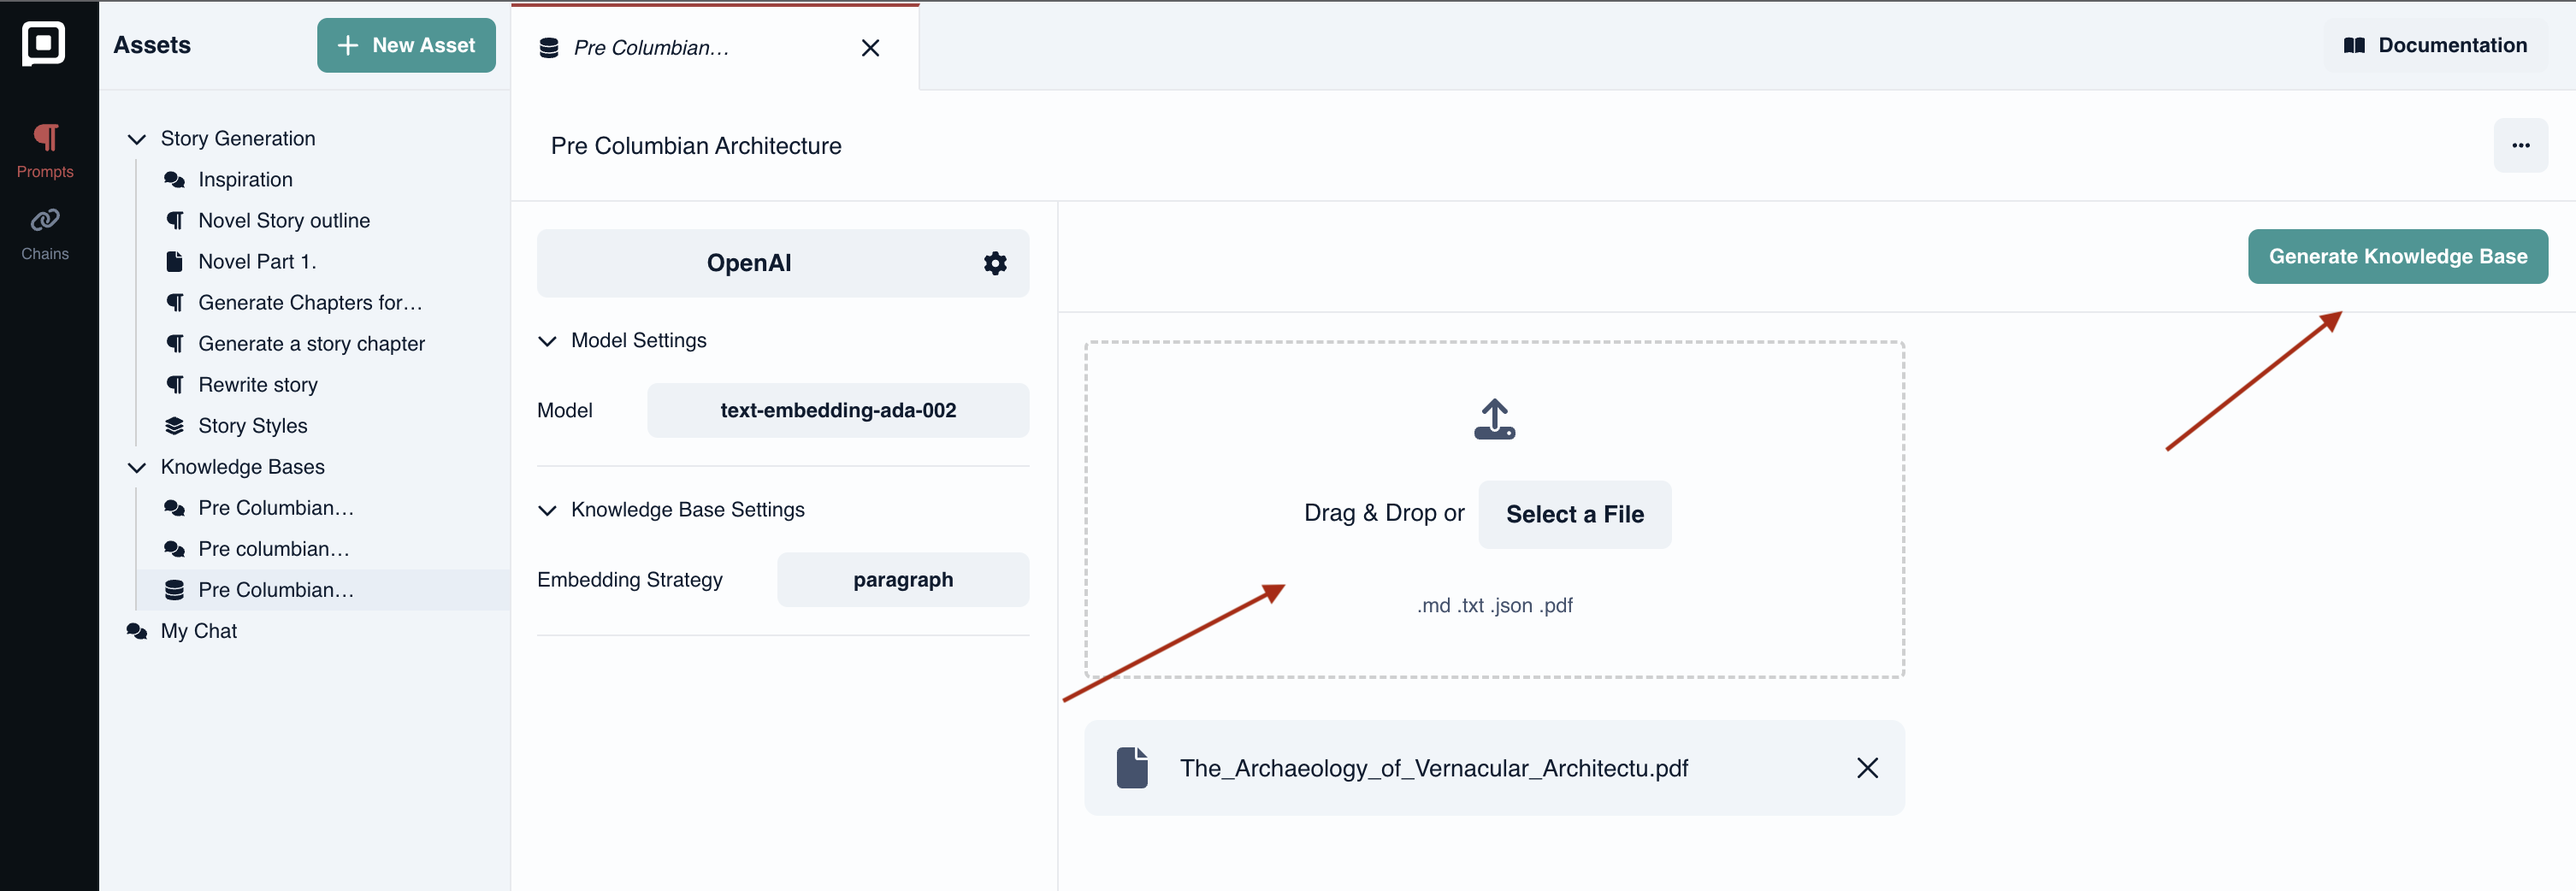 Assets
New Asset
Pre Columbian...
Documentation
Prompts
Chains
Story Generation
Inspiration
Novel Story outline
Novel Part 1.
Generate Chapters for...
Generate a story chapter
Rewrite story
Story Styles
Knowledge Bases
Pre Columbian...
Pre columbian...
Pre Columbian...
My Chat
Pre Columbian Architecture
OpenAI
Model Settings
Model text-embedding-ada-002
Knowledge Base Settings
Embedding Strategy paragraph
Generate Knowledge Base
Drag & Drop or Select a File
.md .txt .json .pdf
The_Archaeology_of_Vernacular_Architectu.pdf